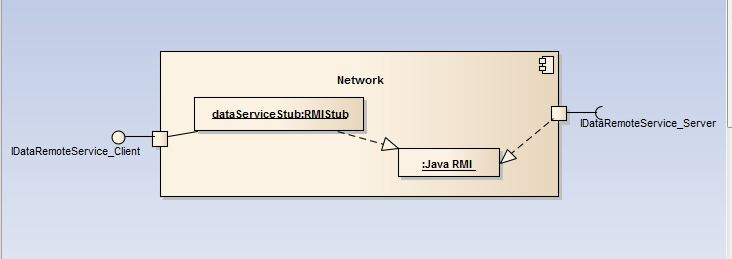 Network
dataServiceStub:RMIStub
IDataRemoteService_Client
IDataRemoteService_Server
:Java RMI